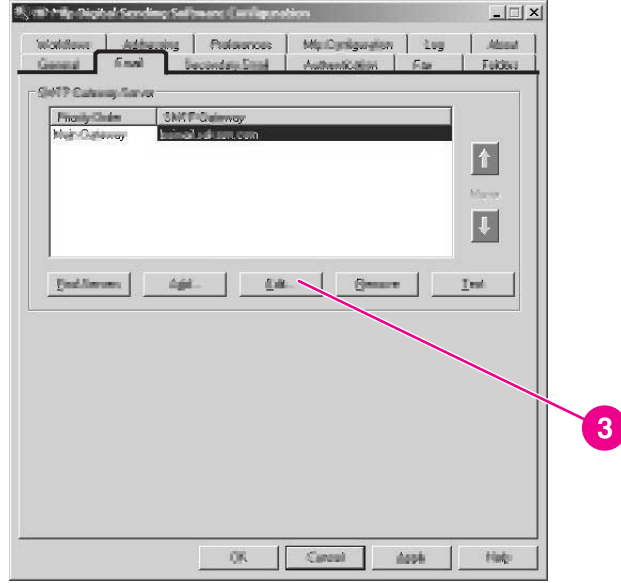 HP Mfp Digital Sending Software Configuration
Workflows Addressing Preferences Mfp Configuration Log About
General Email Secondary Email Authentication Fax Folders
SMTP Gateway Server
Priority Order SMTP Gateway
Main Gateway
Move
Find Servers Add... Edit... Remove Test
3
OK Cancel Apply Help